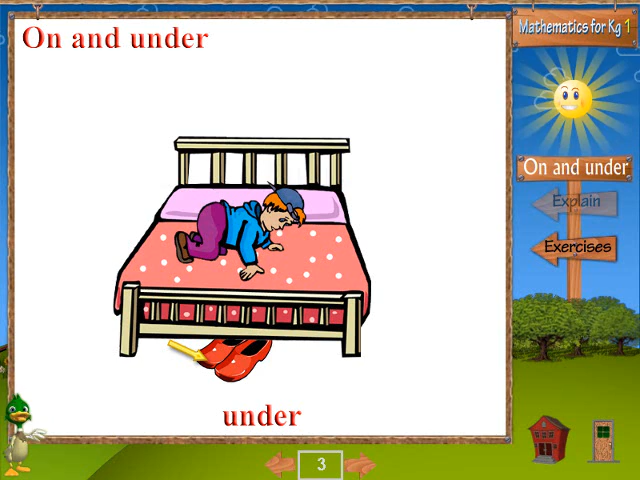 On and under
Mathematics for Kg 1
On and under
Explain
Exercises
under
3